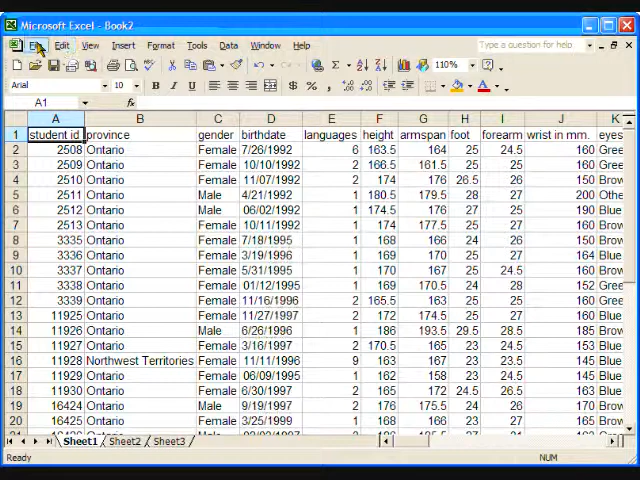 Microsoft Excel - Book2
File Edit View Insert Format Tools Data Window Help Type a question for help
110%
Arial 10 B I U $ % ,
A1 fx
A B C D E F G H I J K
1 student id province gender birthdate languages height armspan foot forearm wrist in mm. eyes
2 2508 Ontario Female 7/26/1992 6 163.5 164 25 24.5 160 Gree
3 2509 Ontario Female 10/10/1992 2 166.5 161.5 25 25 160 Blue
4 2510 Ontario Female 11/07/1992 2 174 176 26.5 26 150 Brow
5 2511 Ontario Male 4/21/1992 1 180.5 179.5 28 27 200 Othe
6 2512 Ontario Male 06/02/1992 1 174.5 176 27 25 190 Blue
7 2513 Ontario Female 10/11/1992 1 174 177.5 25 27 160 Brow
8 3335 Ontario Female 7/18/1995 1 168 166 24 26 150 Brow
9 3336 Ontario Female 3/19/1996 1 169 170 25 27 164 Blue
10 3337 Ontario Male 5/31/1995 1 170 167 25 24.5 160 Brow
11 3338 Ontario Female 01/12/1995 1 169 170.5 24 28 152 Gree
12 3339 Ontario Female 11/16/1996 2 165.5 163 25 25 160 Gree
13 11925 Ontario Female 11/27/1997 2 172 174.5 25 27 160 Brow
14 11926 Ontario Male 6/26/1996 1 186 193.5 29.5 28.5 185 Brow
15 11927 Ontario Female 3/16/1997 2 170.5 165 23 24.5 153 Brow
16 11928 Northwest Territories Female 11/11/1996 9 163 167 23 23.5 145 Blue
17 11929 Ontario Female 06/09/1995 1 162 158 23 24.5 145 Blue
18 11930 Ontario Female 6/30/1997 2 165 172 24.5 26.5 163 Blue
19 16424 Ontario Male 9/19/1997 2 176 175.5 24 26 170 Brow
20 16425 Ontario Female 3/25/1999 1 168 166 22 22 165 Brow
Sheet1 Sheet2 Sheet3
Ready NUM